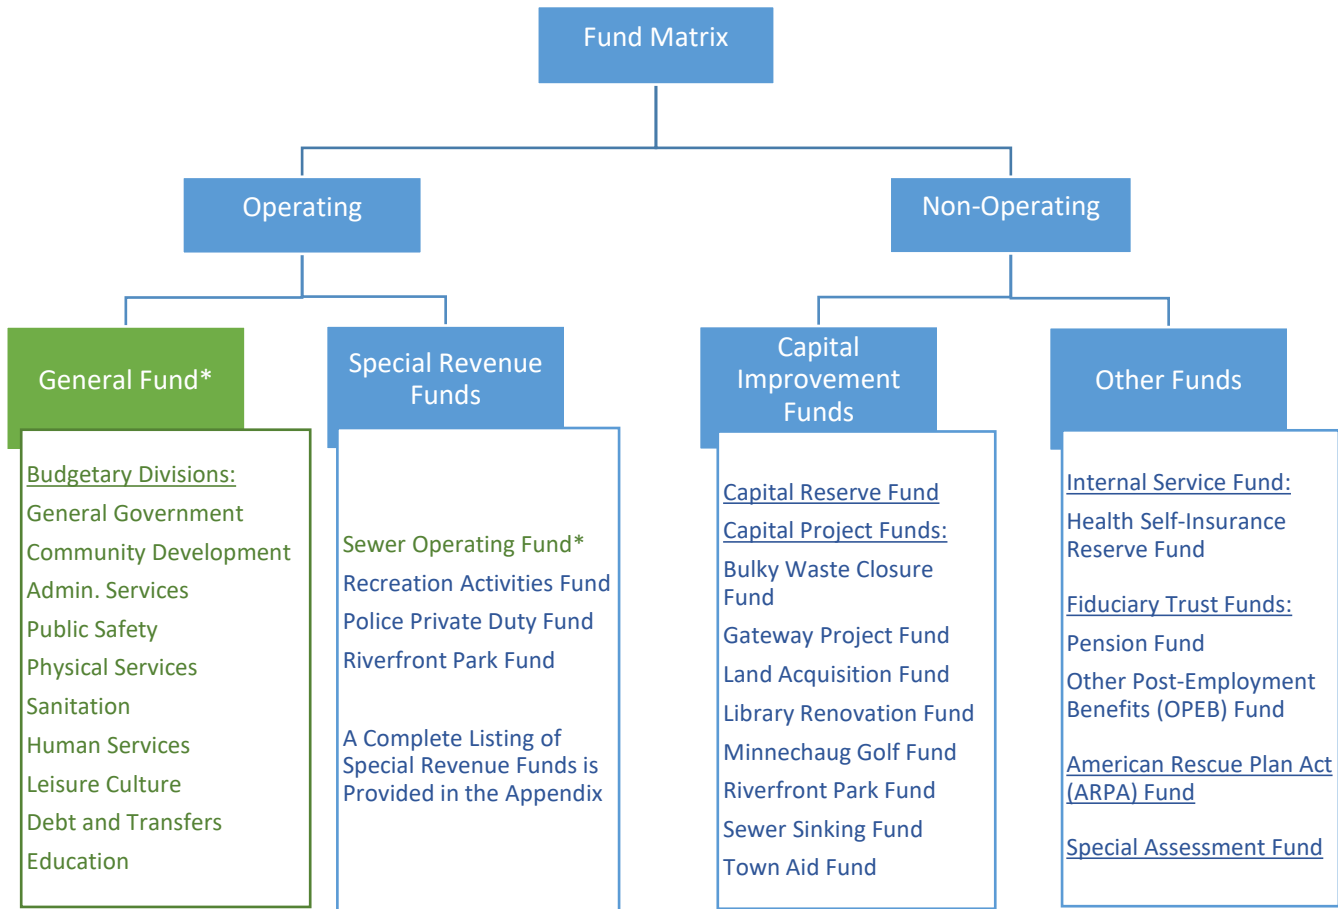 Fund Matrix
Operating
Non-Operating
General Fund*
Budgetary Divisions:
General Government
Community Development
Admin. Services
Public Safety
Physical Services
Sanitation
Human Services
Leisure Culture
Debt and Transfers
Education
Special Revenue
Funds
Sewer Operating Fund*
Recreation Activities Fund
Police Private Duty Fund
Riverfront Park Fund
A Complete Listing of
Special Revenue Funds is
Provided in the Appendix
Capital
Improvement
Funds
Capital Reserve Fund
Capital Project Funds:
Bulky Waste Closure
Fund
Gateway Project Fund
Land Acquisition Fund
Library Renovation Fund
Minnechaug Golf Fund
Riverfront Park Fund
Sewer Sinking Fund
Town Aid Fund
Other Funds
Internal Service Fund:
Health Self-Insurance
Reserve Fund
Fiduciary Trust Funds:
Pension Fund
Other Post-Employment
Benefits (OPEB) Fund
American Rescue Plan Act
(ARPA) Fund
Special Assessment Fund